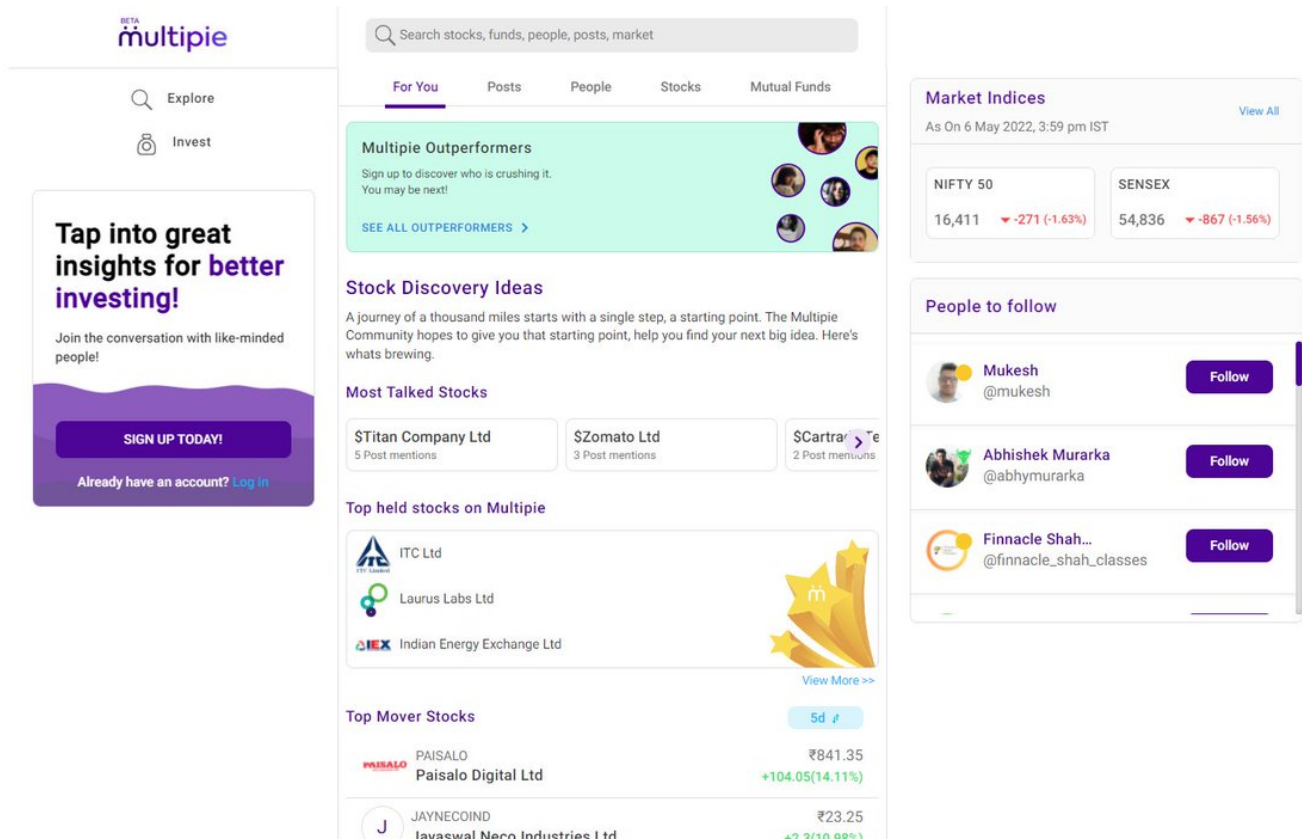 BETA
multipie
Explore
Invest
Tap into great
insights for better
investing!
Join the conversation with like-minded
people!
SIGN UP TODAY!
Already have an account? Log in
Search stocks, funds, people, posts, market
For You Posts People Stocks Mutual Funds
Multipie Outperformers
Sign up to discover who is crushing it.
You may be next!
SEE ALL OUTPERFORMERS >
Stock Discovery Ideas
A journey of a thousand miles starts with a single step, a starting point. The Multipie
Community hopes to give you that starting point, help you find your next big idea. Here's
whats brewing.
Most Talked Stocks
$Titan Company Ltd
5 Post mentions
$Zomato Ltd
3 Post mentions
$Cartra Te
2 Post mentions
Top held stocks on Multipie
ITC Limited
ITC Ltd
Laurus Labs Ltd
IEX
Indian Energy Exchange Ltd
View More >>
Top Mover Stocks
5d
PAISALO
PAISALO
₹841.35
Paisalo Digital Ltd
+104.05(14.11%)
J
JAYNECOIND
₹23.25
Jayaswal Neco Industries Ltd
+2.3(10.98%)
Market Indices
View All
As On 6 May 2022, 3:59 pm IST
NIFTY 50
16,411 -271 (-1.63%)
SENSEX
54,836 -867 (-1.56%)
People to follow
Mukesh
@mukesh
Follow
Abhishek Murarka
@abhymurarka
Follow
Finnacle Shah...
@finnacle_shah_classes
Follow